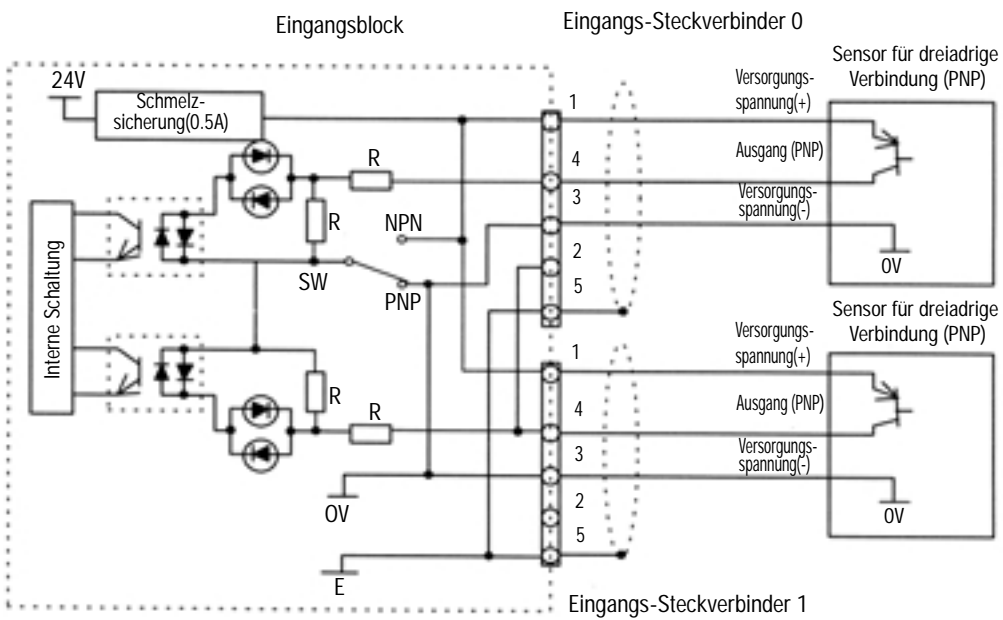 Eingangsblock
Eingangs-Steckverbinder 0
Sensor für dreiadrige
Verbindung (PNP)
24V
Schmelz-
sicherung(0.5A)
Versorgungs-
spannung(+)
1
R
4
Ausgang (PNP)
3
Versorgungs-
spannung(-)
R
NPN
2
0V
SW
5
PNP
Interne Schaltung
Sensor für dreiadrige
Verbindung (PNP)
1
Versorgungs-
spannung(+)
R
R
4
Ausgang (PNP)
3
Versorgungs-
spannung(-)
0V
2
0V
5
E
Eingangs-Steckverbinder 1